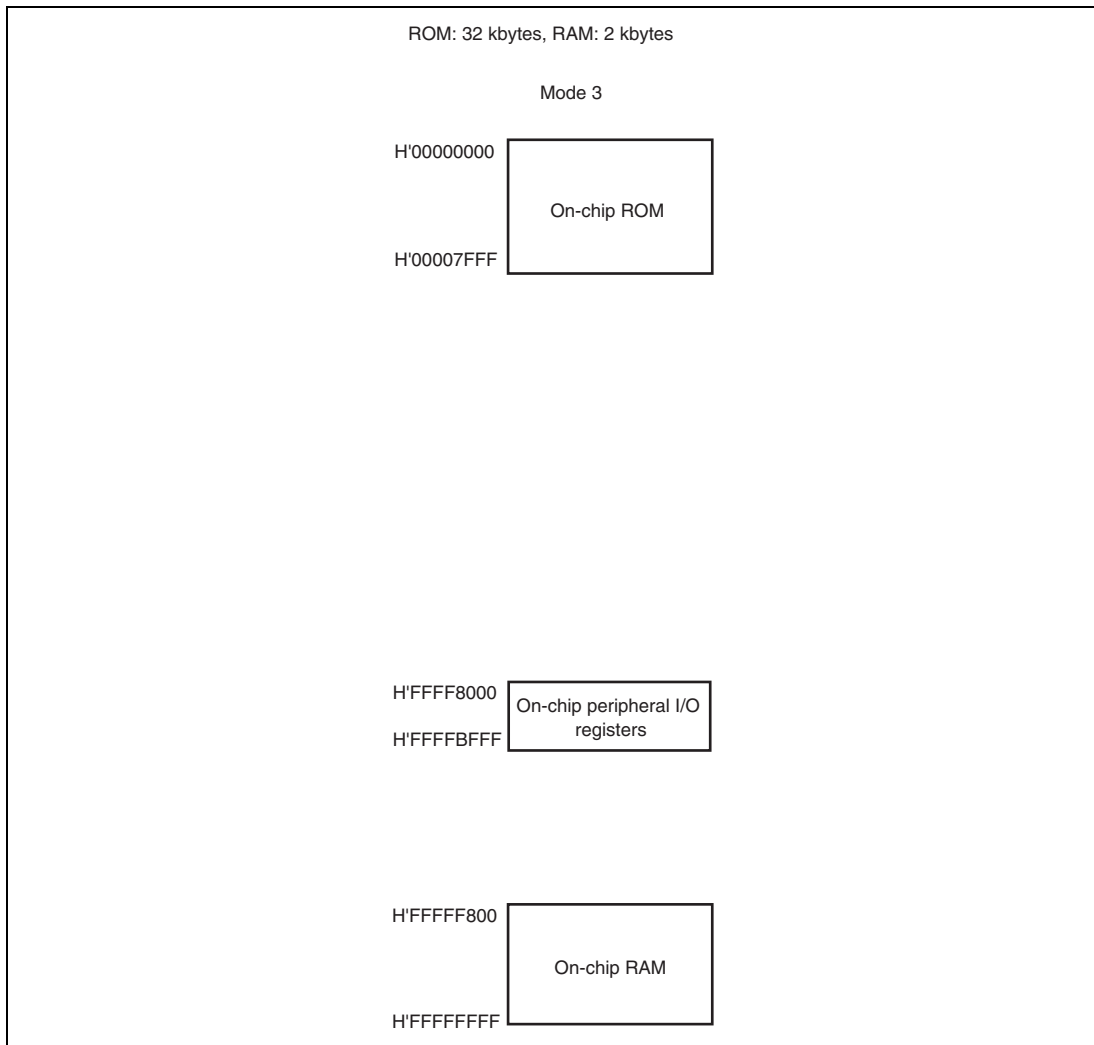 ROM: 32 kbytes, RAM: 2 kbytes
Mode 3
H'00000000
On-chip ROM
H'00007FFF
H'FFFF8000
On-chip peripheral I/O
registers
H'FFFFBFFF
H'FFFFF800
On-chip RAM
H'FFFFFFFF